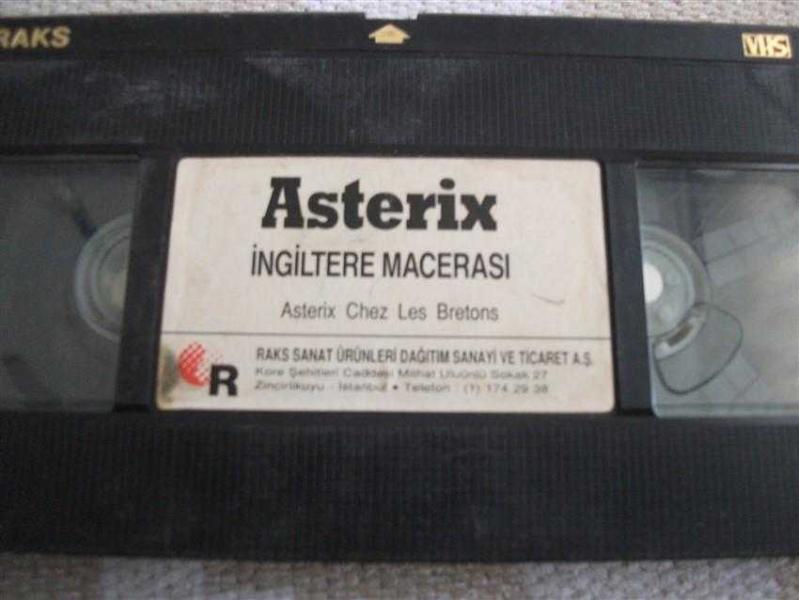 RAKS
VHS
Asterix
İNGİLTERE MACERASI
Asterix Chez Les Bretons
R
RAKS SANAT ÜRÜNLERİ DAĞITIM SANAYİ VE TİCARET A.Ş.
Kore Şehitleri Caddesi Mithat Uluünlü Sokak 27
Zincirlikuyu - İstanbul • Telefon : (1) 174 29 38